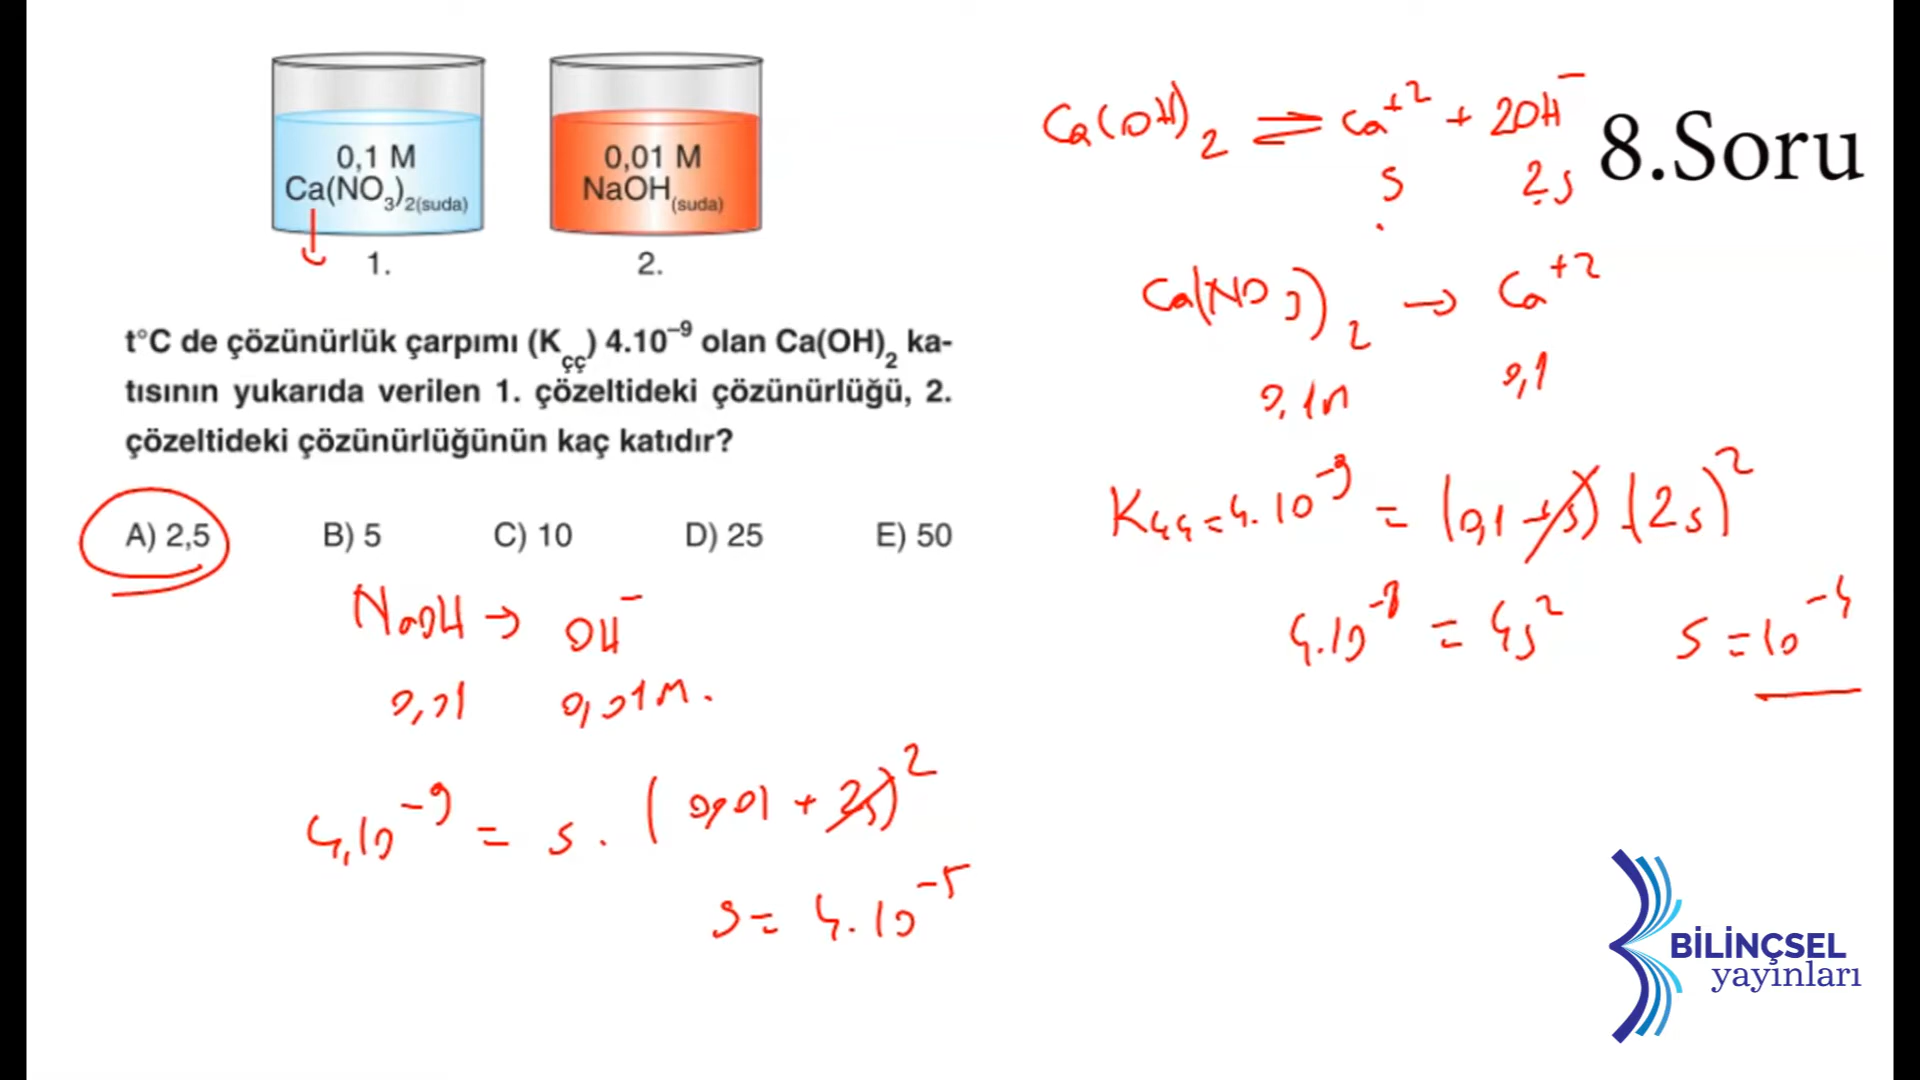 0,1 M
Ca(NO₃)₂(suda)
1.
0,01 M
NaOH(suda)
2.
t°C de çözünürlük çarpımı (Kçç) 4.10⁻⁹ olan Ca(OH)₂ ka-
tısının yukarıda verilen 1. çözeltideki çözünürlüğü, 2.
çözeltideki çözünürlüğünün kaç katıdır?
A) 2,5 B) 5 C) 10 D) 25 E) 50
NaOH → OH⁻
0,01 0,01M.
4.10⁻⁹ = s . (0,01 + 2s)²
s = 4.10⁻⁵
8.Soru
Ca(OH)₂ ⇌ Ca⁺² + 2OH⁻
s 2s
Ca(NO₃)₂ → Ca⁺²
0,1M 0,1
Kçç = 4.10⁻⁹ = (0,1 + s) . (2s)²
4.10⁻⁸ = 4s² s = 10⁻⁴
BİLİNÇSEL
yayınları